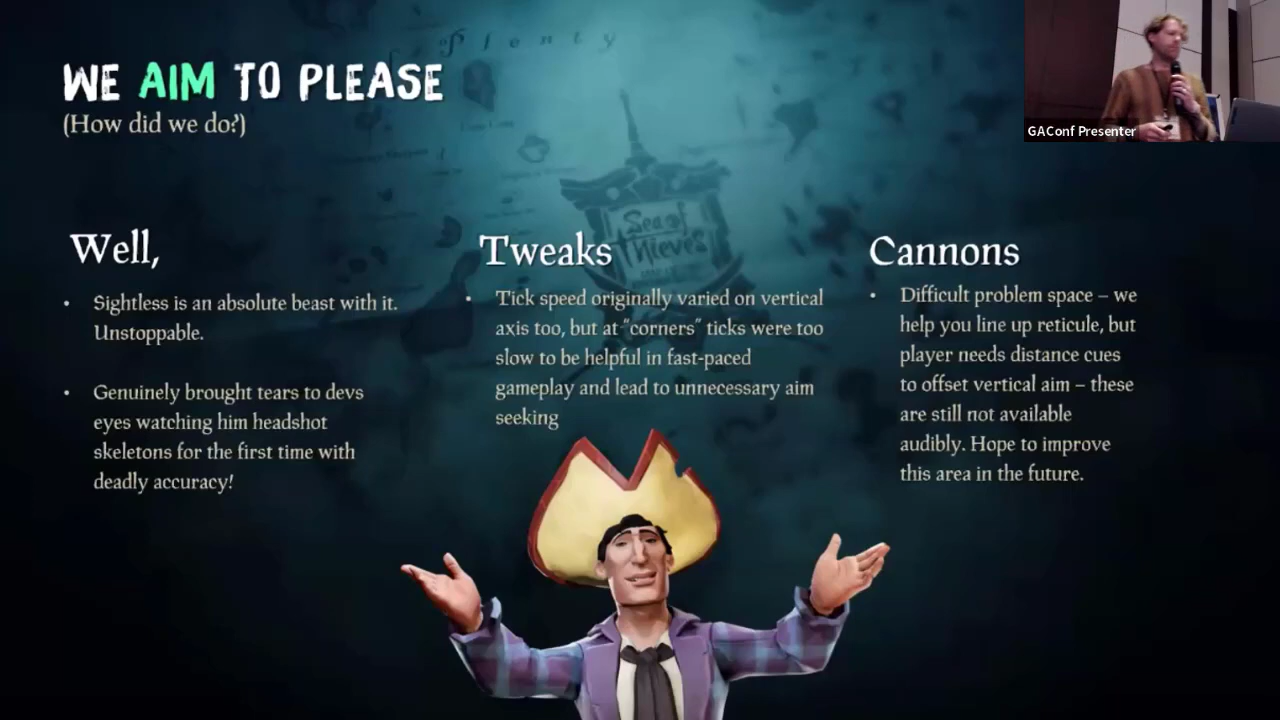 Plenty
WE AIM TO PLEASE
(How did we do?)
GAConf Presenter
Sea of
Thieves
Well,
• Sightless is an absolute beast with it.
Unstoppable.
• Genuinely brought tears to devs
eyes watching him headshot
skeletons for the first time with
deadly accuracy!
Tweaks
• Tick speed originally varied on vertical
axis too, but at “corners” ticks were too
slow to be helpful in fast-paced
gameplay and lead to unnecessary aim
seeking
Cannons
• Difficult problem space – we
help you line up reticule, but
player needs distance cues
to offset vertical aim – these
are still not available
audibly. Hope to improve
this area in the future.